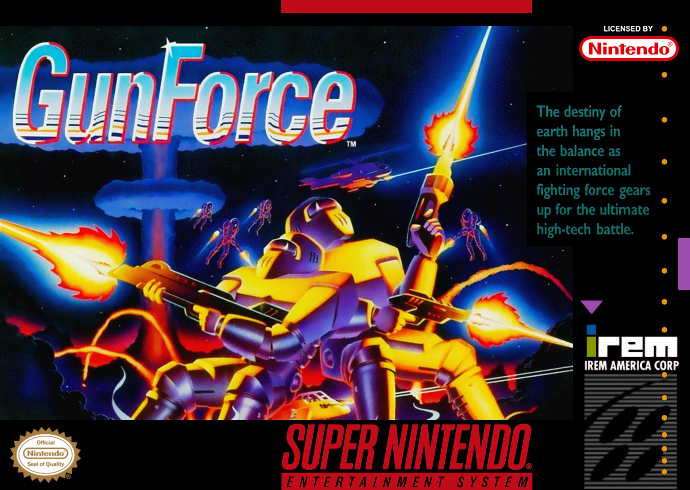 GunForce
TM
LICENSED BY
Nintendo®
The destiny of
earth hangs in
the balance as
an international
fighting force gears
up for the ultimate
high-tech battle.
irem
IREM AMERICA CORP
Official
Nintendo
Seal of Quality
SUPER NINTENDO®
ENTERTAINMENT SYSTEM